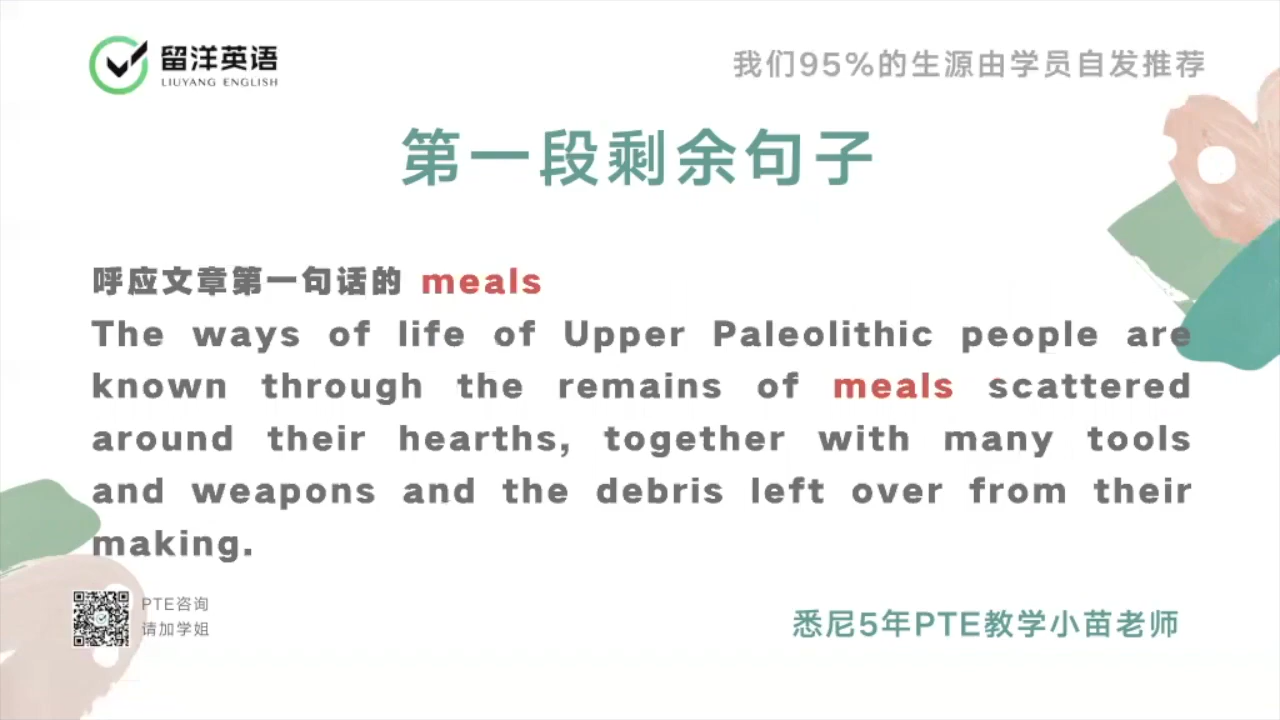 留洋英语
LIUYANG ENGLISH
我们95%的生源由学员自发推荐
第一段剩余句子
呼应文章第一句话的 meals
The ways of life of Upper Paleolithic people are
known through the remains of meals scattered
around their hearths, together with many tools
and weapons and the debris left over from their
making.
PTE咨询
请加学姐
悉尼5年PTE教学小苗老师